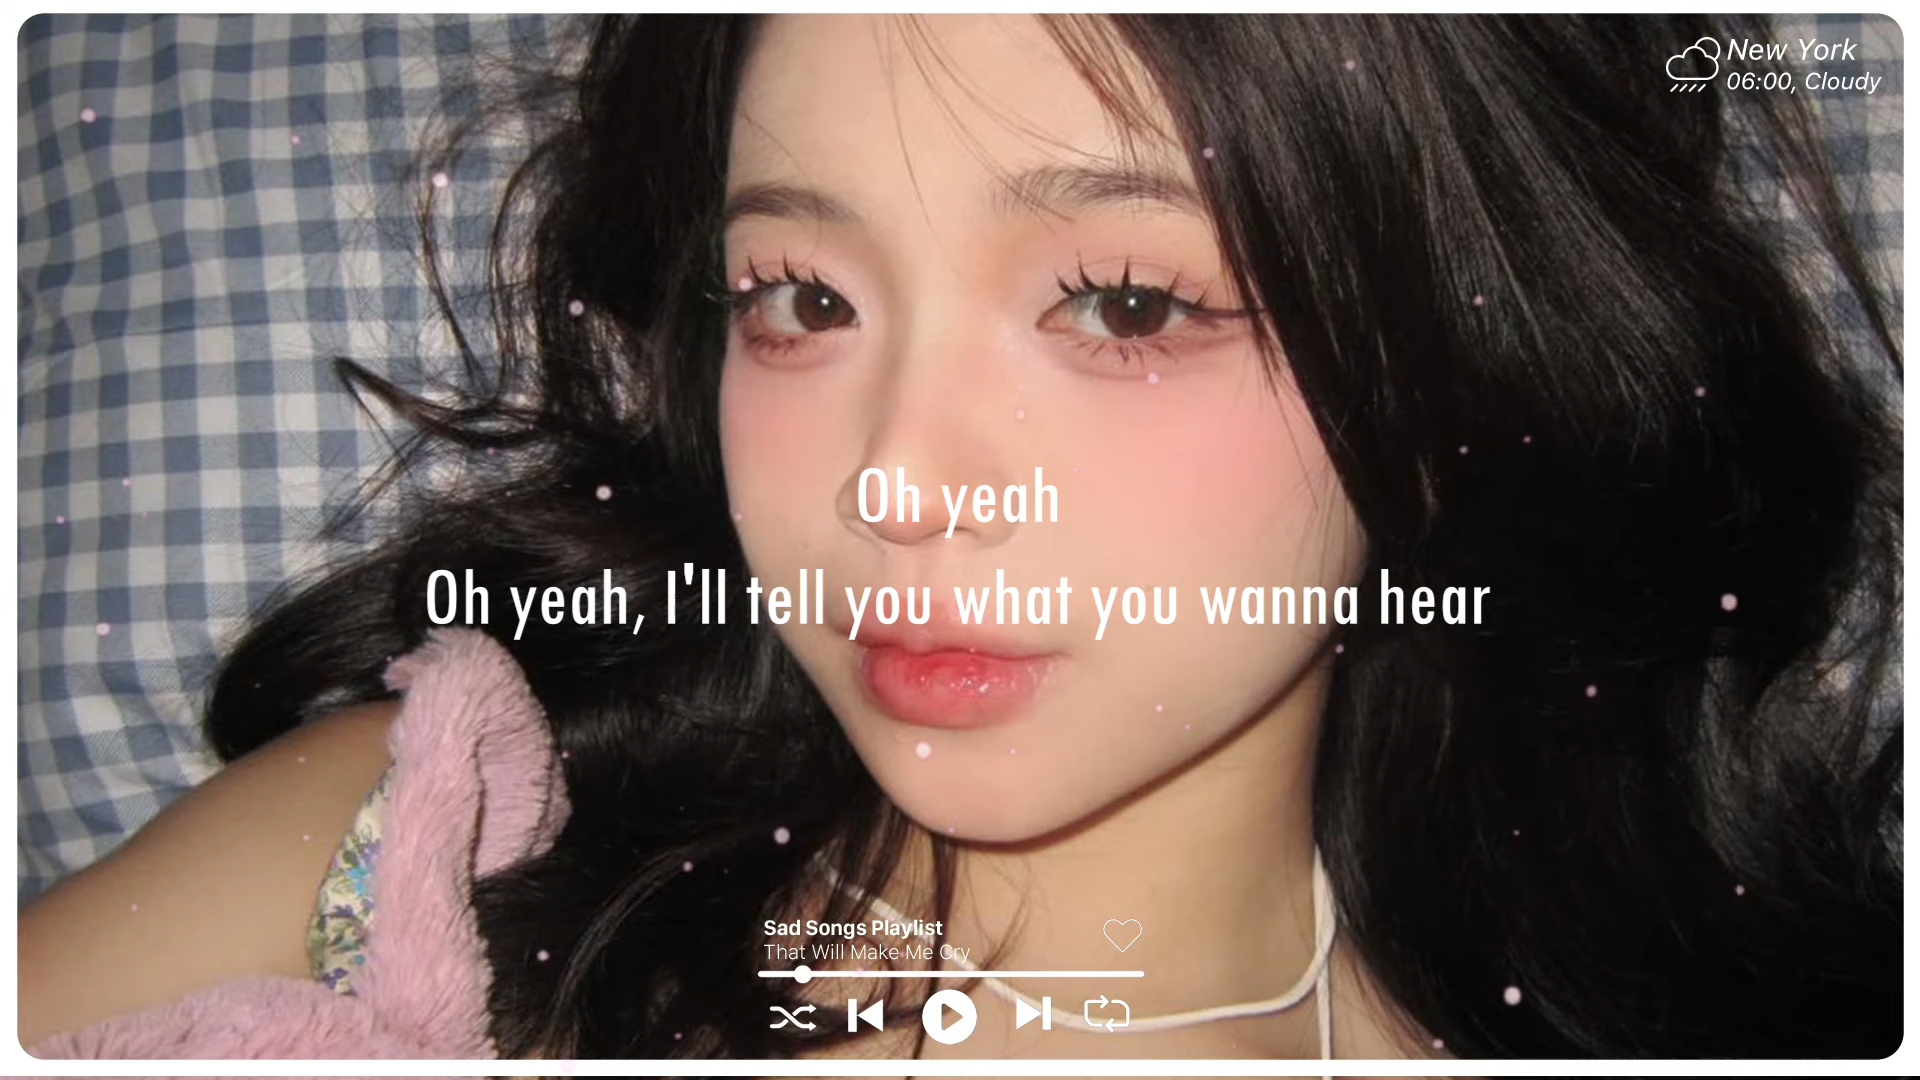 New York
06:00, Cloudy
Oh yeah
Oh yeah, I'll tell you what you wanna hear
Sad Songs Playlist
That Will Make Me Cry